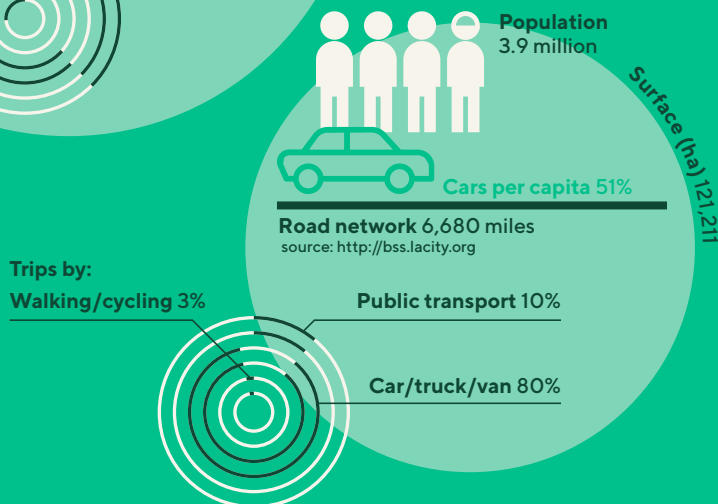 Population
3.9 million
Surface (ha) 121,211
Cars per capita 51%
Road network 6,680 miles
source: http://bss.lacity.org
Trips by:
Walking/cycling 3%
Public transport 10%
Car/truck/van 80%